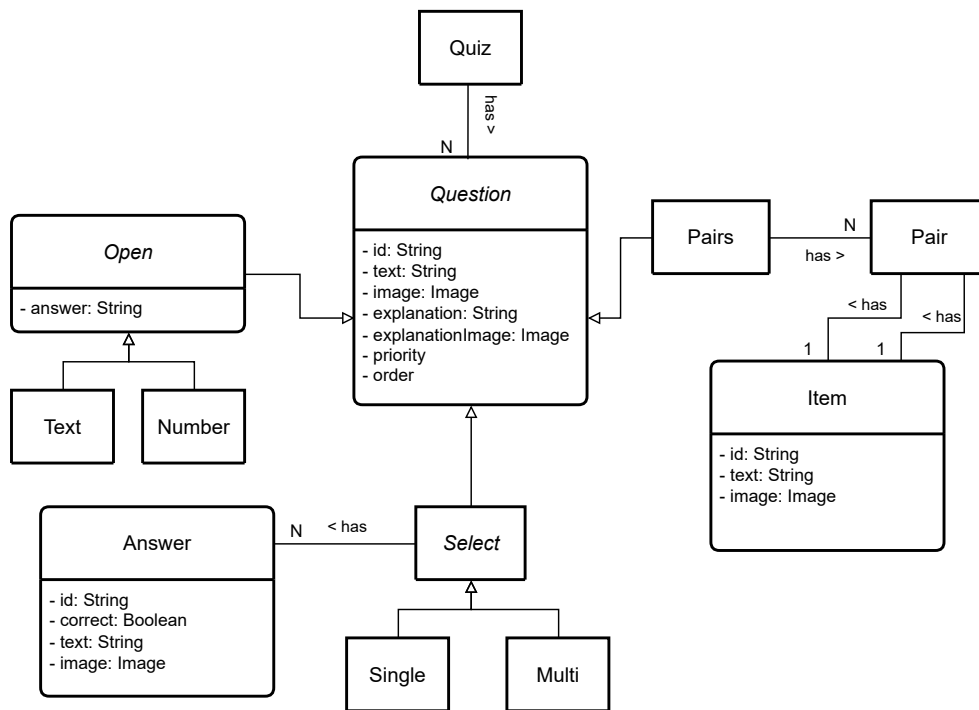 Quiz
has >
N
Question
- id: String
- text: String
- image: Image
- explanation: String
- explanationImage: Image
- priority
- order
Open
- answer: String
Text
Number
Pairs
N
has >
Pair
< has
< has
1
1
Item
- id: String
- text: String
- image: Image
Answer
- id: String
- correct: Boolean
- text: String
- image: Image
N
< has
Select
Single
Multi